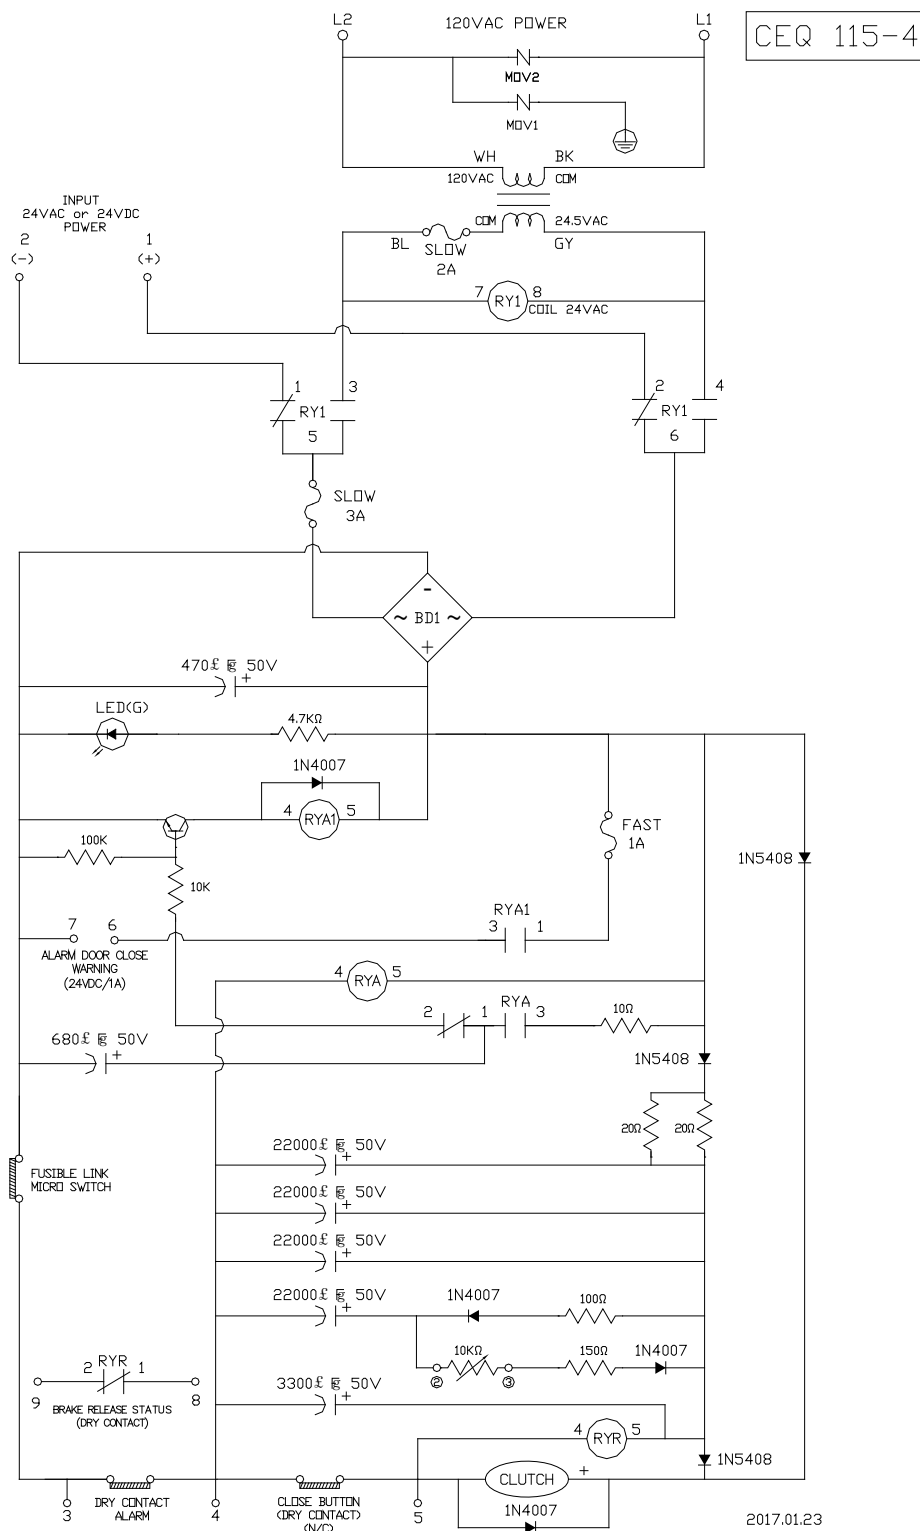 L2 120VAC POWER L1
CEQ 115-4
MOV2
MOV1
WH BK
120VAC COM
INPUT
24VAC or 24VDC
POWER
COM 24.5VAC
2 1
(-) (+)
BL SLOW GY
2A
7 RY1 8
COIL 24VAC
1 3 2 4
RY1 RY1
5 6
SLOW
3A
-
~ BD1 ~
+
470£ 50V
+
LED(G)
4.7KΩ
1N4007
4 RYA1 5
FAST
1A
100K
1N5408
10K
RYA1
7 6 3 1
ALARM DOOR CLOSE
WARNING
(24VDC/1A)
4 RYA 5
RYA
2 1 3 10Ω
680£ 50V
+
1N5408
20Ω 20Ω
22000£ 50V
+
FUSIBLE LINK
MICRO SWITCH
22000£ 50V
+
22000£ 50V
+
22000£ 50V
+
1N4007 100Ω
10KΩ 150Ω 1N4007
② ③
RYR
2 1
9 8
BRAKE RELEASE STATUS
(DRY CONTACT)
3300£ 50V
+
4 RYR 5
1N5408
CLUTCH +
3 DRY CONTACT
ALARM
4 CLOSE BUTTON
(DRY CONTACT)
(N/C)
5
1N4007
2017.01.23